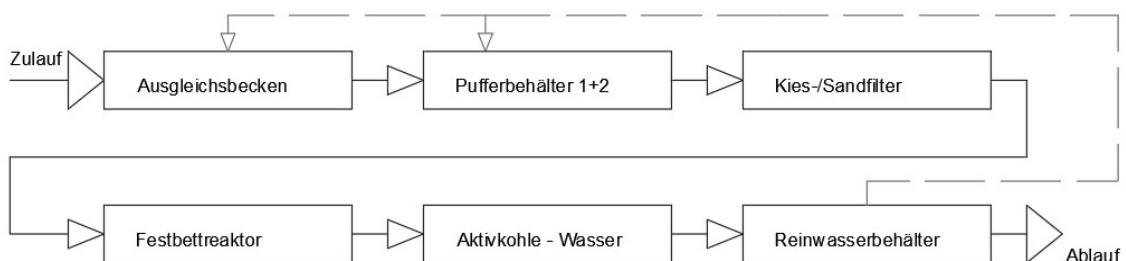 Zulauf
Ausgleichsbecken
Pufferbehälter 1+2
Kies-/Sandfilter
Festbettreaktor
Aktivkohle - Wasser
Reinwasserbehälter
Ablauf